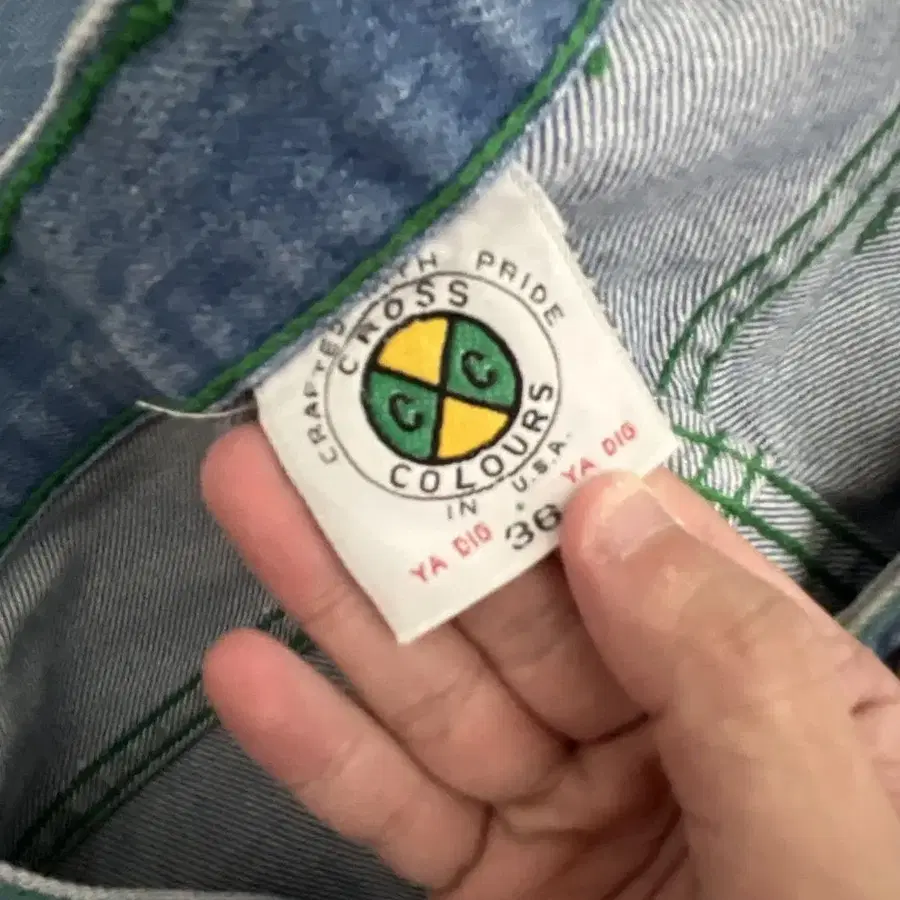 CRAFTED WITH PRIDE
CROSS
C C
COLOURS
IN U.S.A.
YA DIG 36 YA DIG